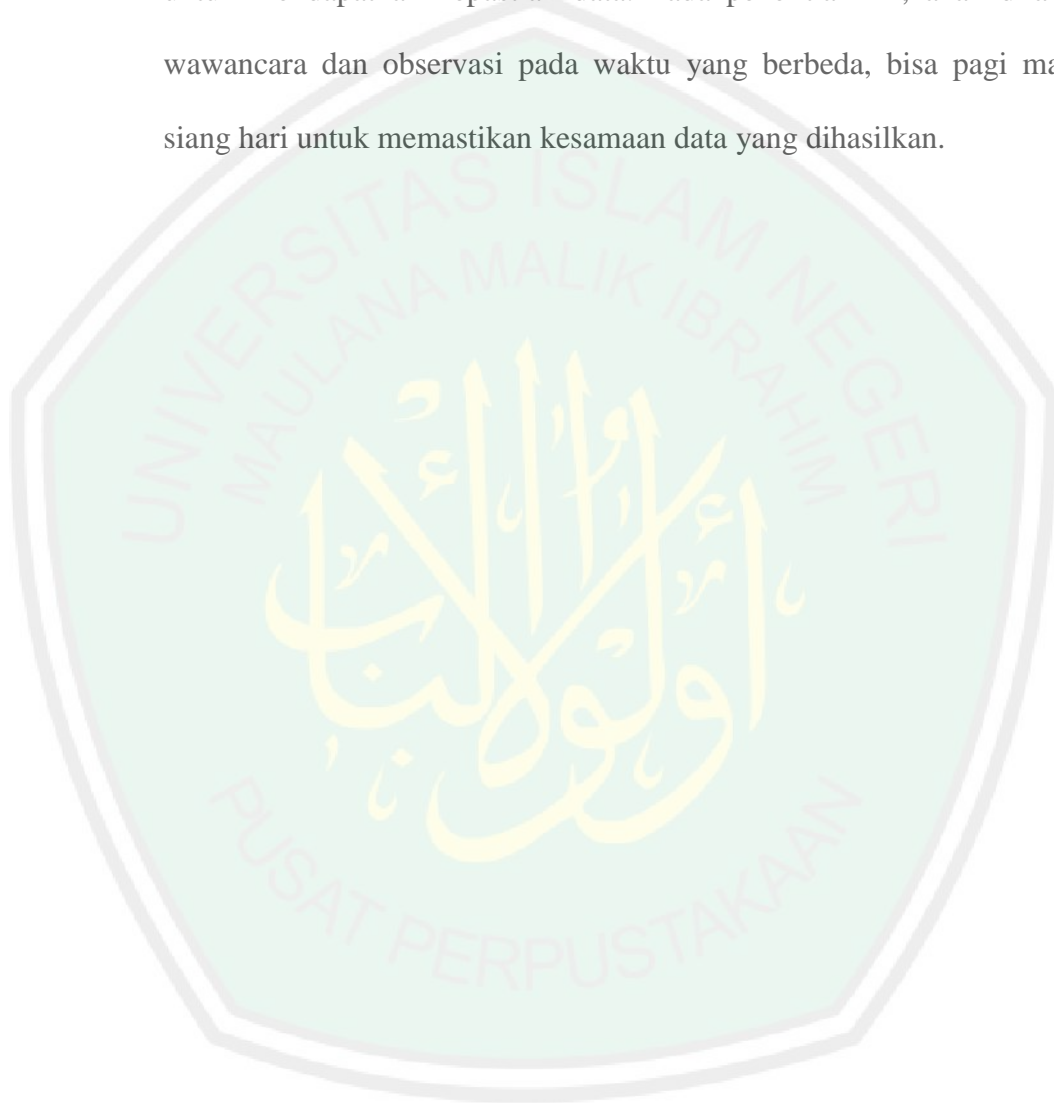 wawancara dan observasi pada waktu yang berbeda, bisa pagi
siang hari untuk memastikan kesamaan data yang dihasilkan.
UNIVERSITAS ISLAM NEGERI
MAULANA MALIK IBRAHIM
أولوا الألباب
PUSAT PERPUSTAKAAN